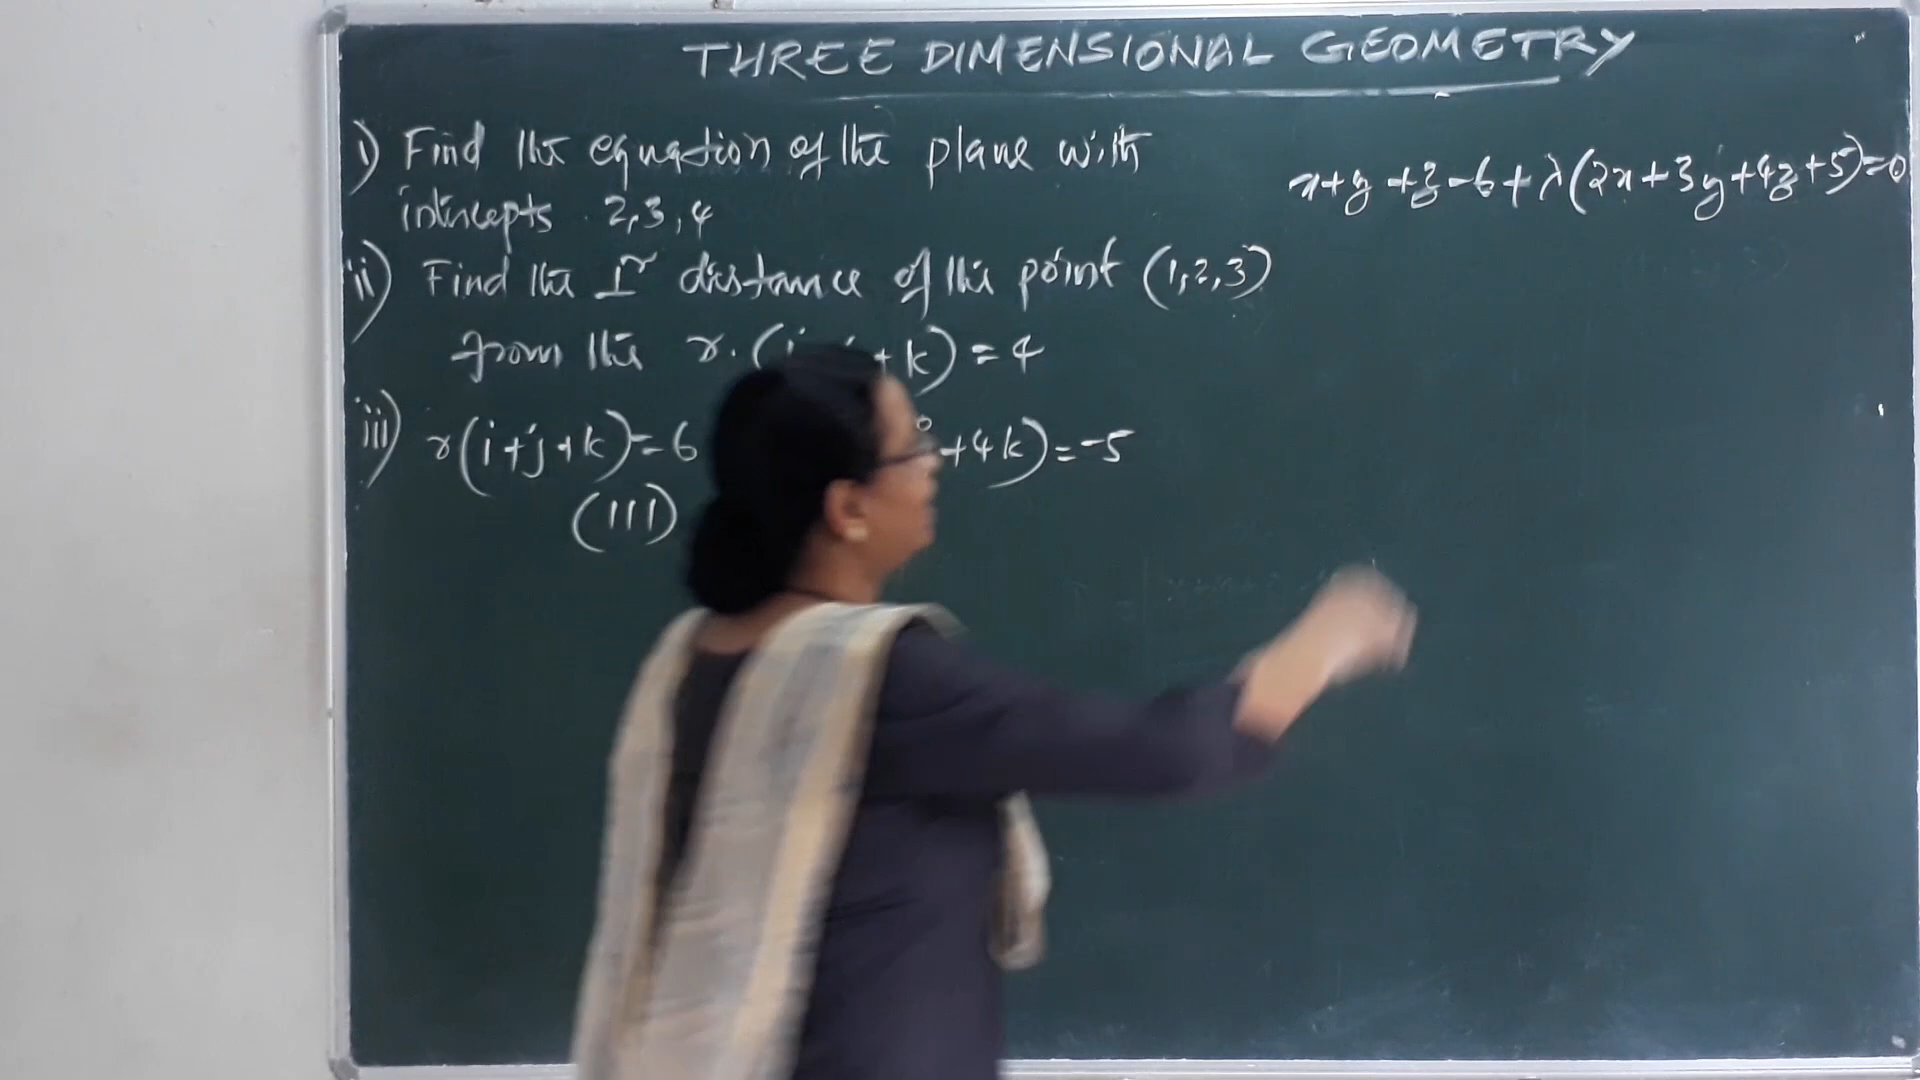 THREE DIMENSIONAL GEOMETRY
i) Find the equation of the plane with
intercepts 2,3,4
x+y+z-6+λ(2x+3y+4z+5)=0
ii) Find the ⊥r distance of the point (1,2,3)
from the r.(i + k)=4
iii) r(i+j+k)=6 +4k)=-5
(111)